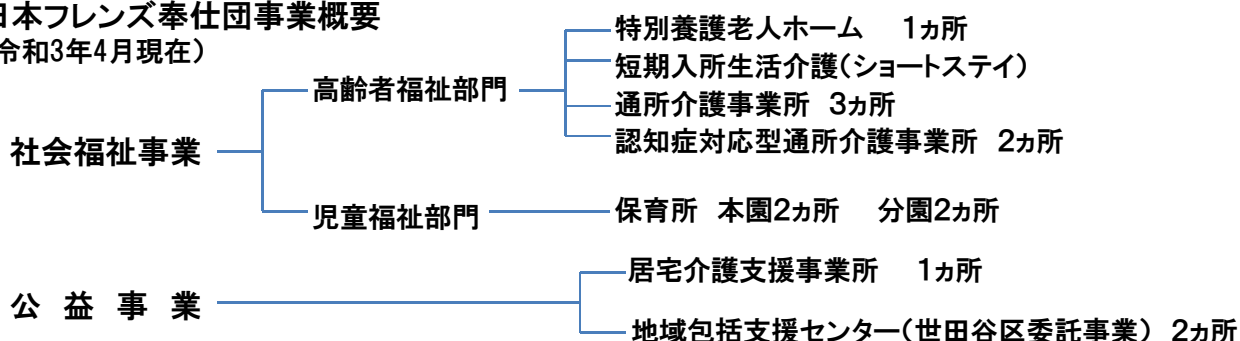 日本フレンズ奉仕団事業概要
令和3年4月現在）
特別養護老人ホーム　1ヵ所
短期入所生活介護（ショートステイ）
高齢者福祉部門
通所介護事業所　3ヵ所
認知症対応型通所介護事業所　2ヵ所
社会福祉事業
児童福祉部門
保育所　本園2ヵ所　分園2ヵ所
居宅介護支援事業所　1ヵ所
公　益　事　業
地域包括支援センター（世田谷区委託事業）　2ヵ所